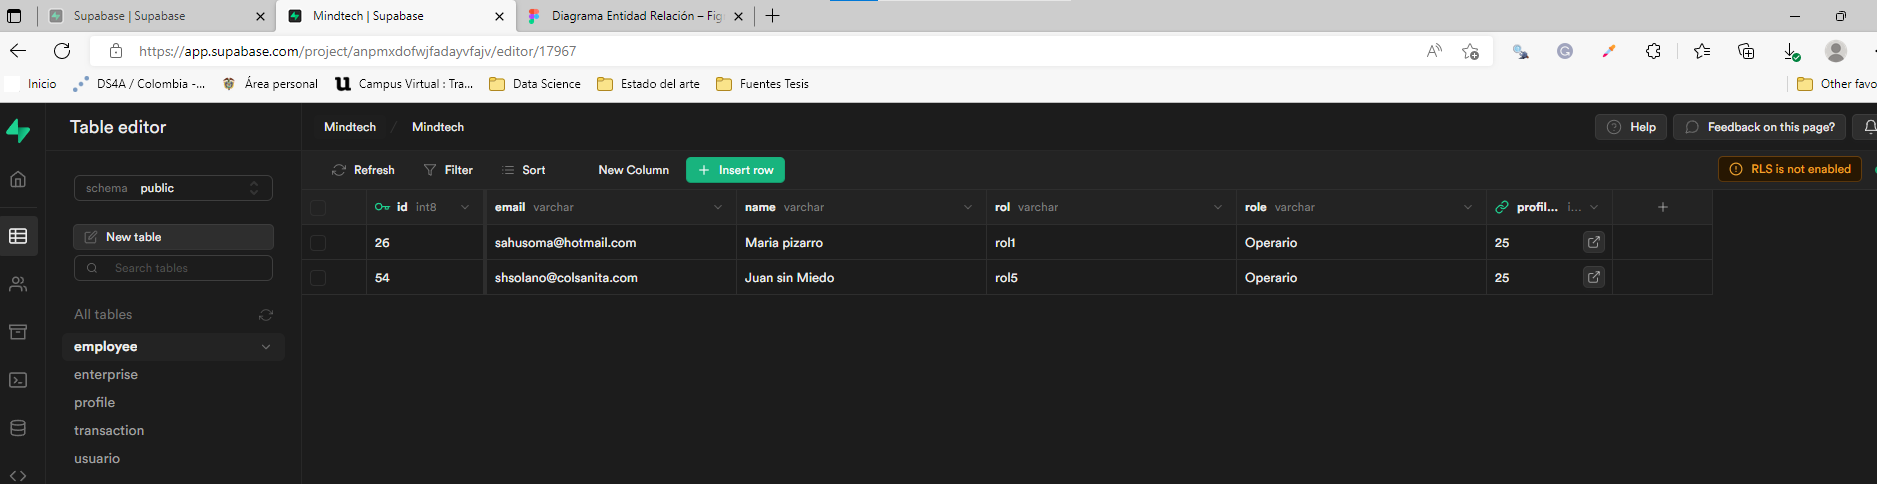 Supabase | Supabase
Mindtech | Supabase
Diagrama Entidad Relación – Fig
https://app.supabase.com/project/anpmxdofwjfadayvfajv/editor/17967
Inicio
DS4A / Colombia -...
Área personal
Campus Virtual : Tra...
Data Science
Estado del arte
Fuentes Tesis
Other favo
Table editor
Mindtech / Mindtech
Help
Feedback on this page?
Refresh
Filter
Sort
New Column
+ Insert row
RLS is not enabled
schema public
New table
Search tables
All tables
employee
enterprise
profile
transaction
usuario
id int8 email varchar name varchar rol varchar role varchar profil... i...
26 sahusoma@hotmail.com Maria pizarro rol1 Operario 25
54 shsolano@colsanita.com Juan sin Miedo rol5 Operario 25